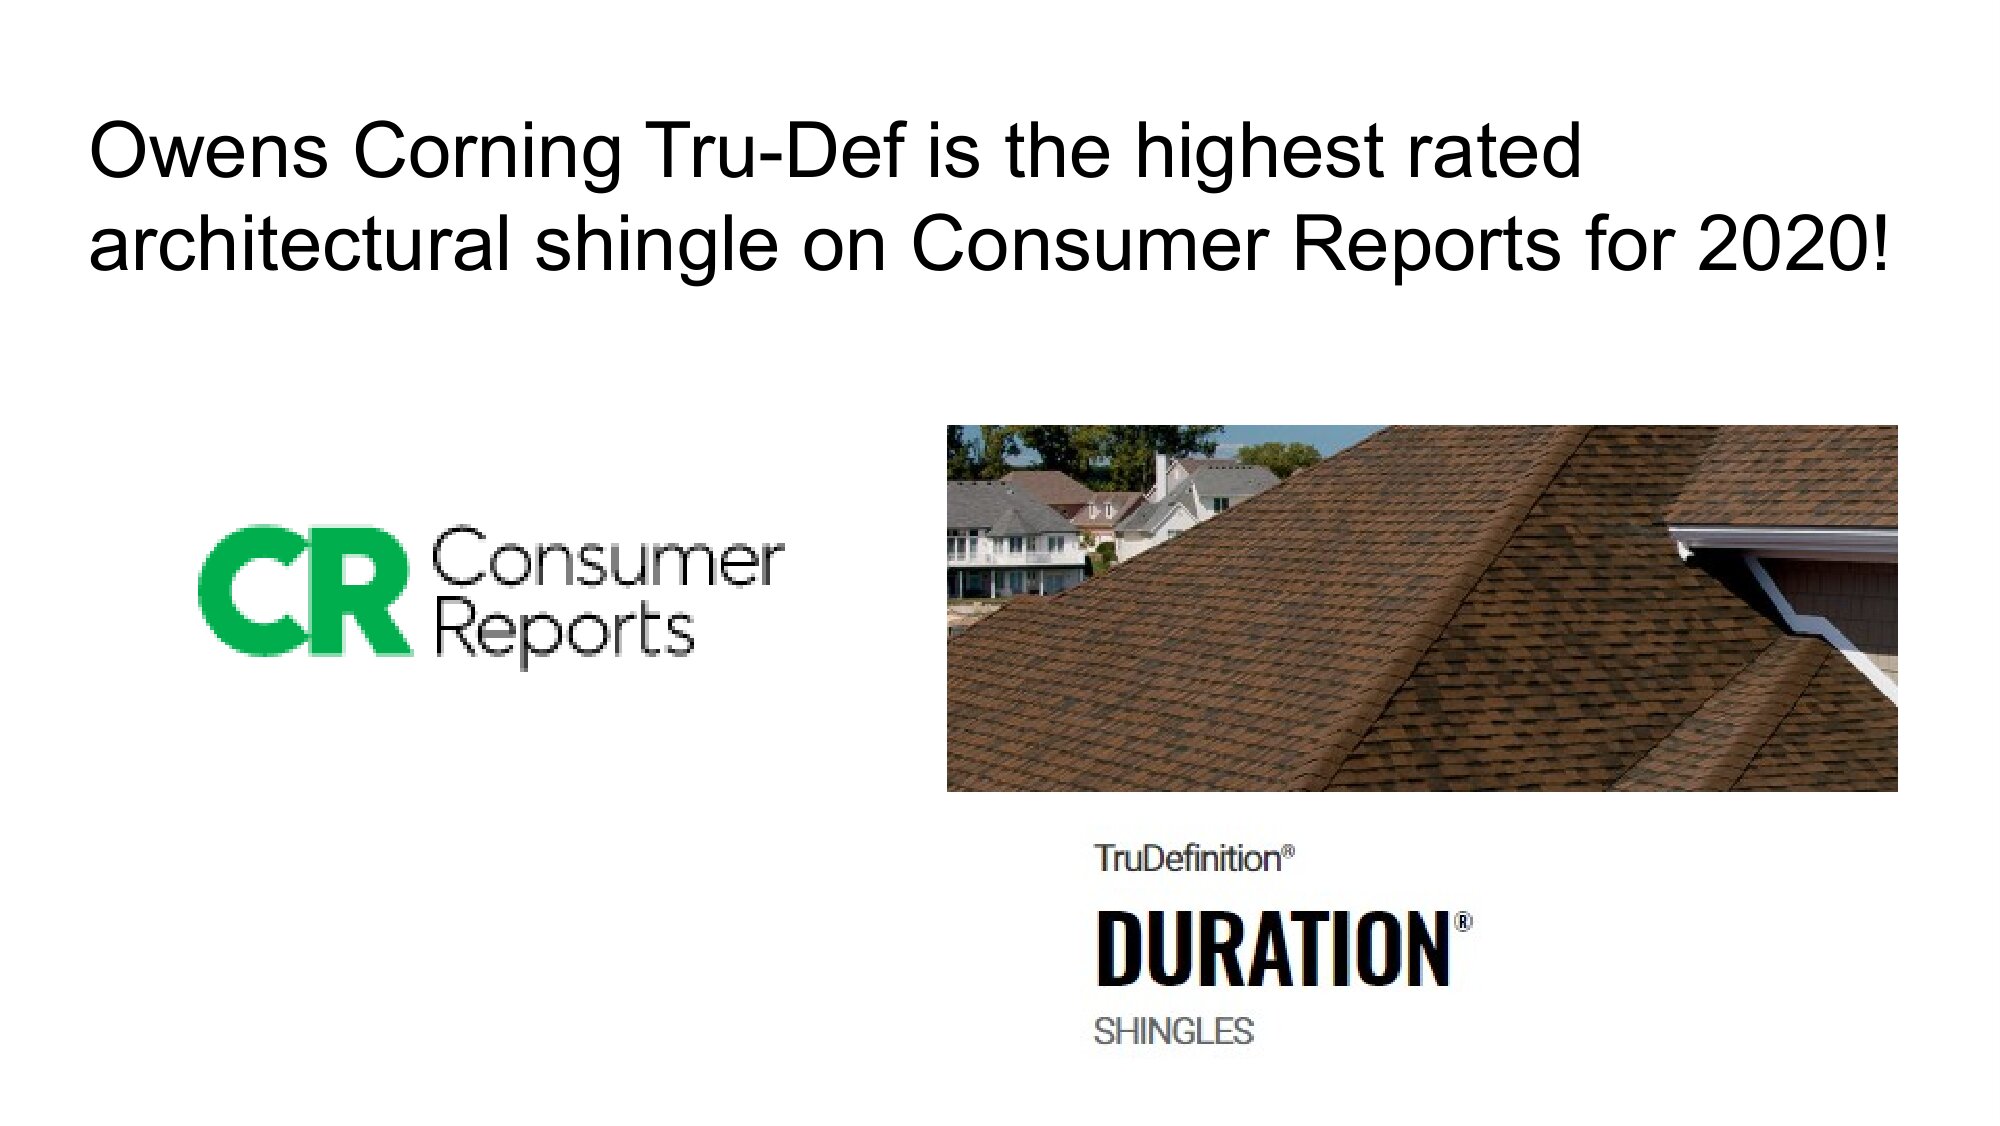 Owens Corning Tru-Def is the highest rated
architectural shingle on Consumer Reports for 2020!
CR Consumer
Reports
TruDefinition®
DURATION®
SHINGLES